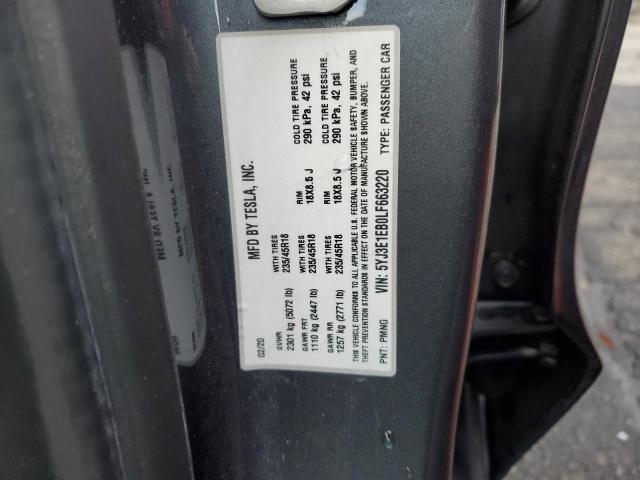 MFD BY TESLA, INC.
02/20
GVWR WITH TIRES RIM COLD TIRE PRESSURE
2301 kg (5072 lb) 235/45R18 18X8.5 J 290 kPa, 42 psi
GAWR FRT WITH TIRES RIM COLD TIRE PRESSURE
1110 kg (2447 lb) 235/45R18 18X8.5 J 290 kPa, 42 psi
GAWR RR
1257 kg (2771 lb) 235/45R18
THIS VEHICLE CONFORMS TO ALL APPLICABLE U.S. FEDERAL MOTOR VEHICLE SAFETY, BUMPER, AND
THEFT PREVENTION STANDARDS IN EFFECT ON THE DATE OF MANUFACTURE SHOWN ABOVE.
PNT: PMNG VIN: 5YJ3E1EB0LF663220 TYPE: PASSENGER CAR